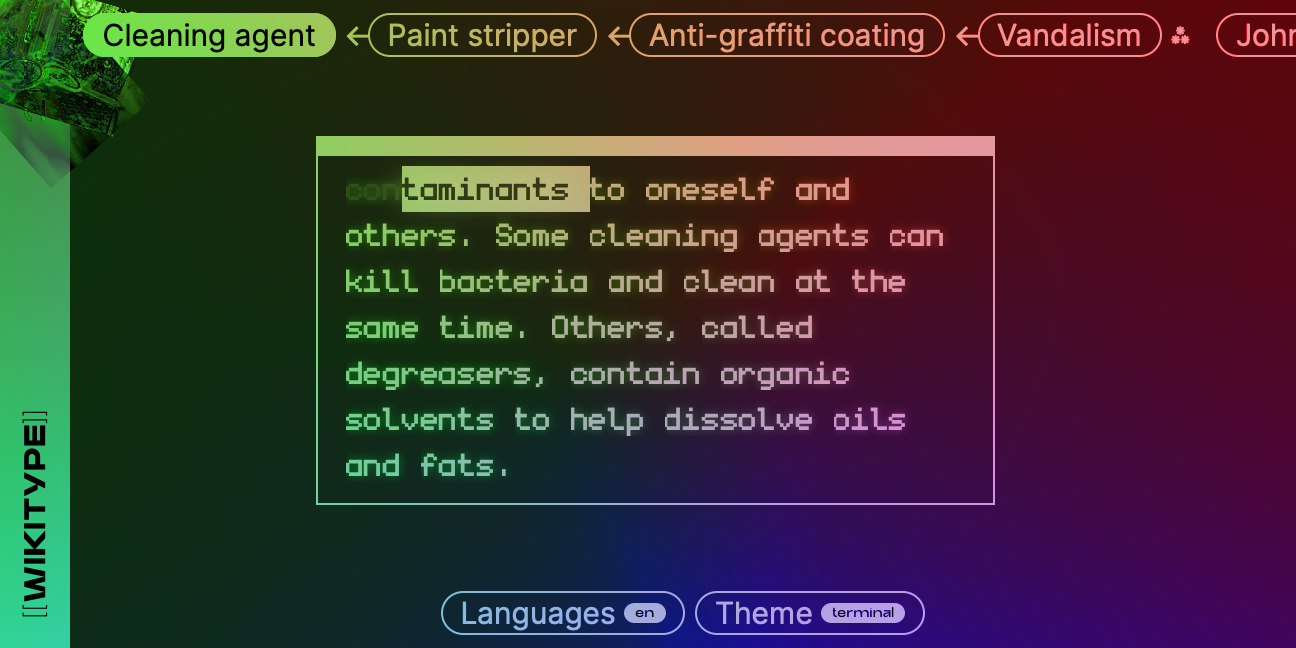 Cleaning agent ← Paint stripper ← Anti-graffiti coating ← Vandalism
contaminants to oneself and
others. Some cleaning agents can
kill bacteria and clean at the
same time. Others, called
degreasers, contain organic
solvents to help dissolve oils
and fats.
[[WIKITYPE]]
Languages en Theme terminal